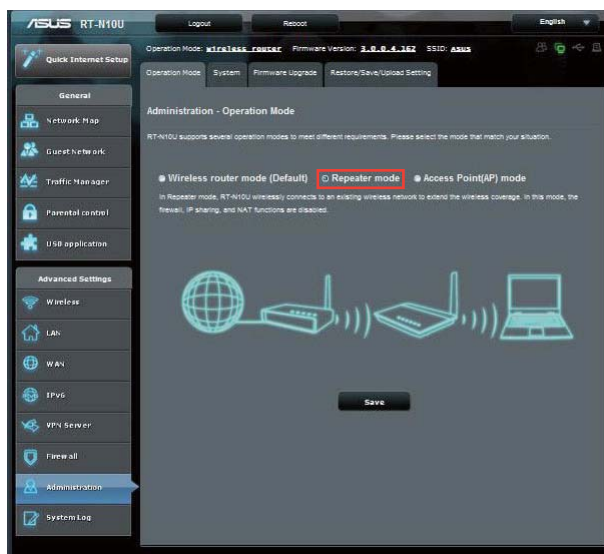 ASUS RT-N10U
Logout
Reboot
English
Quick Internet Setup
Operation Mode: wireless router Firmware Version: 3.0.0.4.162 SSID: ASUS
Operation Mode
System
Firmware Upgrade
Restore/Save/Upload Setting
General
Network Map
Guest Network
Traffic Manager
Parental control
USB application
Advanced Settings
Wireless
LAN
WAN
IPv6
VPN Server
Firewall
Administration
System Log
Administration - Operation Mode
RT-N10U supports several operation modes to meet different requirements. Please select the mode that match your situation.
Wireless router mode (Default)
Repeater mode
Access Point(AP) mode
In Repeater mode, RT-N10U wirelessly connects to an existing wireless network to extend the wireless coverage. In this mode, the
firewall, IP sharing, and NAT functions are disabled.
Save